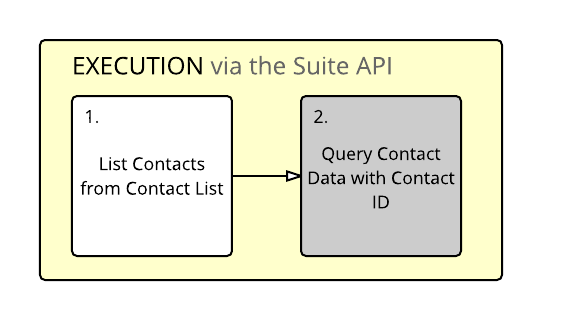 EXECUTION via the Suite API
1.
List Contacts
from Contact List
2.
Query Contact
Data with Contact
ID